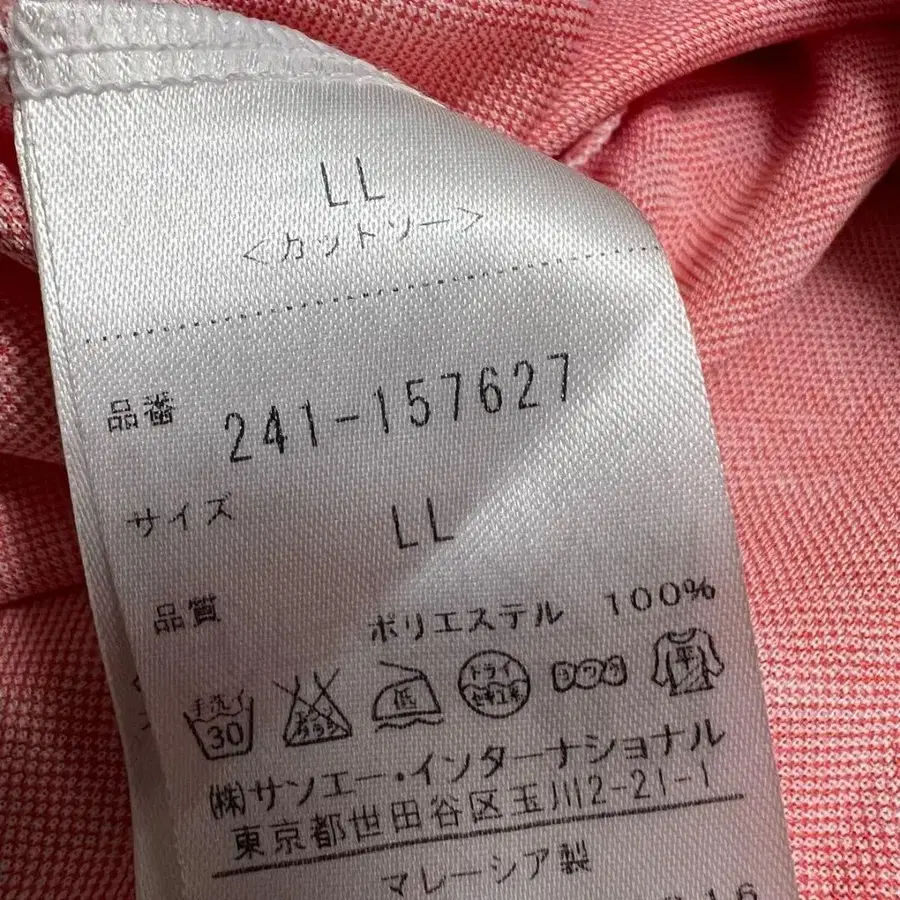 LL
<カットソー>
品番 241-157627
サイズ LL
品質 ポリエステル 100%
手洗イ 30 低 ドライ 平
(株)サンエー・インターナショナル
東京都世田谷区玉川2-21-1
マレーシア製